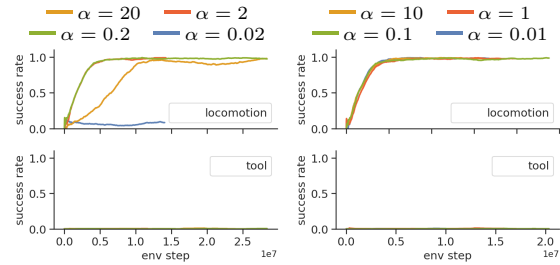 α = 20 α = 2
α = 0.2 α = 0.02
α = 10 α = 1
α = 0.1 α = 0.01
success rate
1.0
0.5
0.0
locomotion
locomotion
success rate
1.0
0.5
0.0
success rate
1.0
0.5
0.0
tool
0.0 0.5 1.0 1.5 2.0 2.5
env step
1e7
success rate
1.0
0.5
0.0
tool
0.0 0.5 1.0 1.5 2.0
env step
1e7